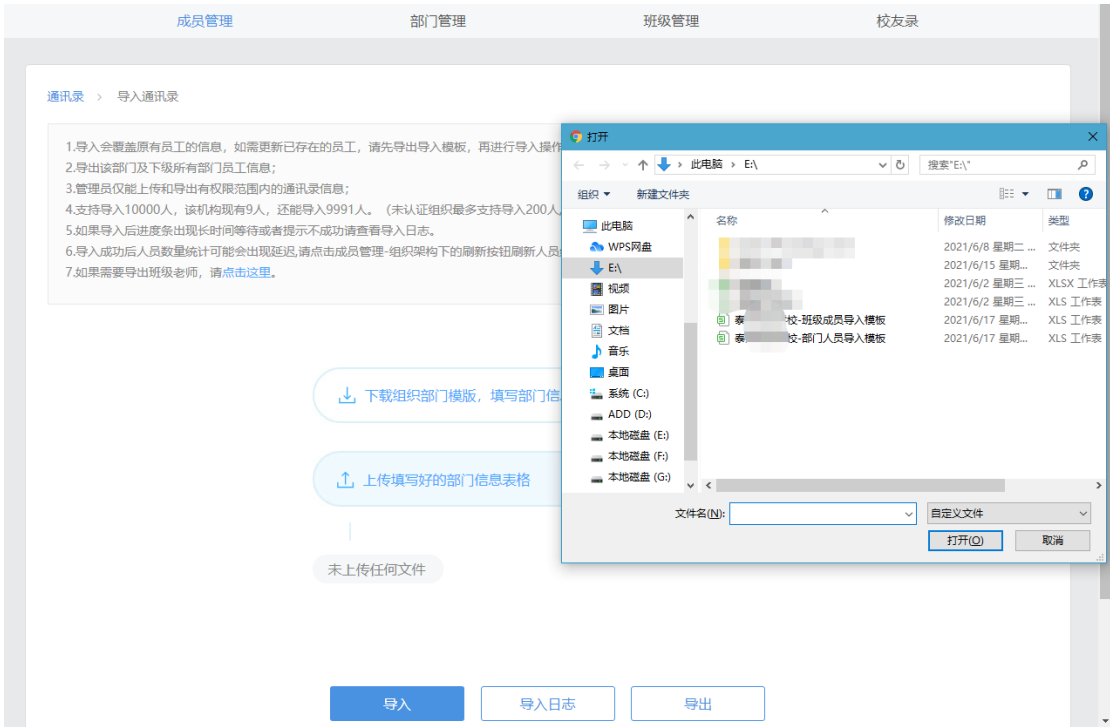 成员管理 部门管理 班级管理 校友录
通讯录 > 导入通讯录
1.导入会覆盖原有员工的信息，如需更新已存在的员工，请先导出导入模板，再进行导入操作
2.导出该部门及下级所有部门员工信息；
3.管理员仅能上传和导出有权限范围内的通讯录信息；
4.支持导入10000人，该机构现有9人，还能导入9991人。（未认证组织最多支持导入200人
5.如果导入后进度条出现长时间等待或者提示不成功请查看导入日志。
6.导入成功后人员数量统计可能会出现延迟,请点击成员管理-组织架构下的刷新按钮刷新人员
7.如果需要导出班级老师，请点击这里。
下载组织部门模版，填写部门信
上传填写好的部门信息表格
未上传任何文件
导入 导入日志 导出
打开
此电脑 > E:\
搜索"E:\"
组织 新建文件夹
此电脑
WPS网盘
E:\
视频
图片
文档
音乐
桌面
系统 (C:)
ADD (D:)
本地磁盘 (E:)
本地磁盘 (F:)
本地磁盘 (G:)
名称 修改日期 类型
2021/6/8 星期二 ... 文件夹
2021/6/15 星期... 文件夹
2021/6/2 星期三 ... XLSX 工作表
2021/6/2 星期三 ... XLS 工作表
泰 校-班级成员导入模板 2021/6/17 星期... XLS 工作表
泰 校-部门人员导入模板 2021/6/17 星期... XLS 工作表
文件名(N): 自定义文件
打开(O) 取消